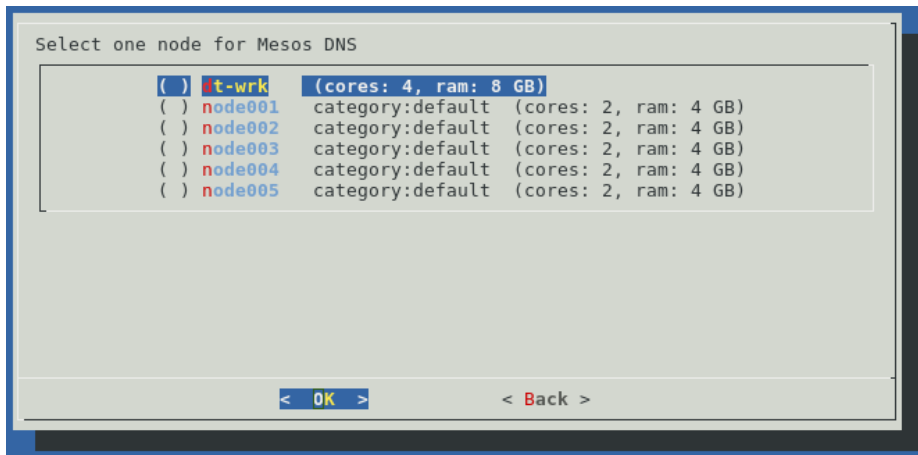 Select one node for Mesos DNS
( ) dt-wrk (cores: 4, ram: 8 GB)
( ) node001 category:default (cores: 2, ram: 4 GB)
( ) node002 category:default (cores: 2, ram: 4 GB)
( ) node003 category:default (cores: 2, ram: 4 GB)
( ) node004 category:default (cores: 2, ram: 4 GB)
( ) node005 category:default (cores: 2, ram: 4 GB)
< OK > < Back >